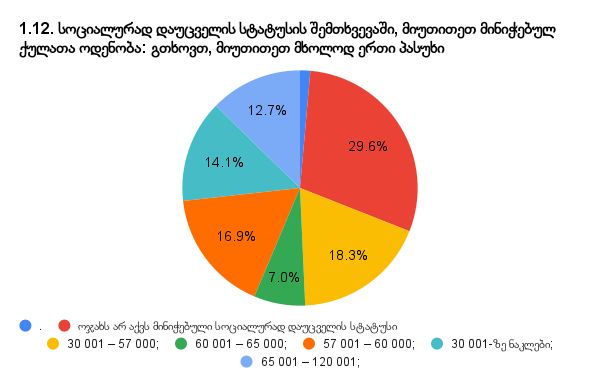 1.12. სოციალურად დაუცველის სტატუსის შემთხვევაში, მიუთითეთ მინიჭებულ
ქულათა ოდენობა: გთხოვთ, მიუთითეთ მხოლოდ ერთი პასუხი
12.7%
29.6%
14.1%
16.9%
18.3%
7.0%
. ოჯახს არ აქვს მინიჭებული სოციალურად დაუცველის სტატუსი
30 001 – 57 000; 60 001 – 65 000; 57 001 – 60 000; 30 001-ზე ნაკლები;
65 001 – 120 001;